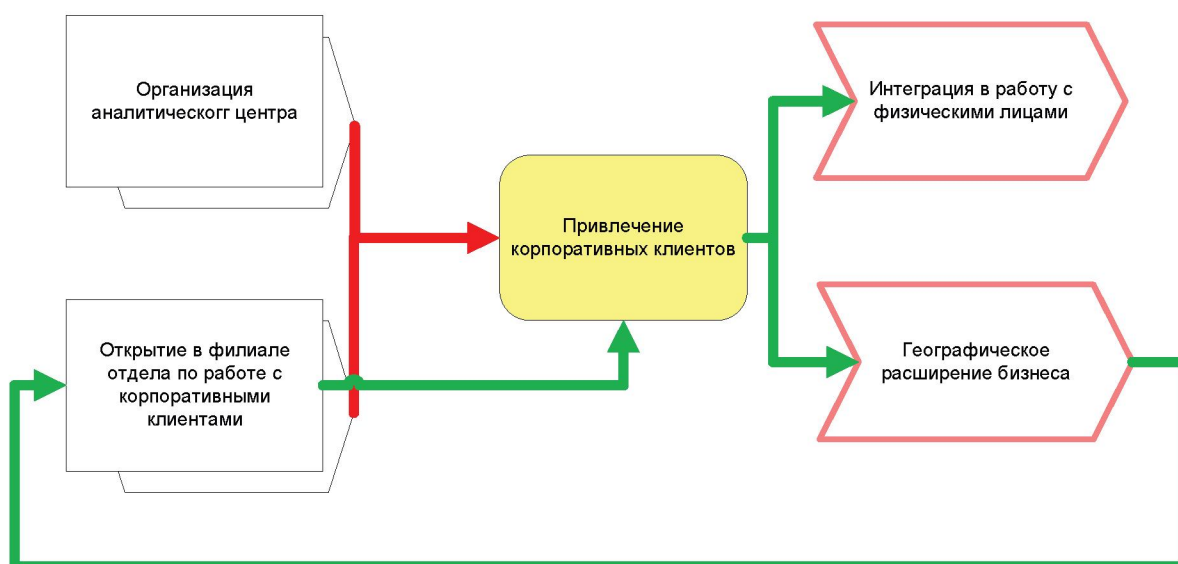 Организация
аналитическогг центра
Привлечение
корпоративных клиентов
Интеграция в работу с
физическими лицами
Открытие в филиале
отдела по работе с
корпоративными
клиентами
Географическое
расширение бизнеса